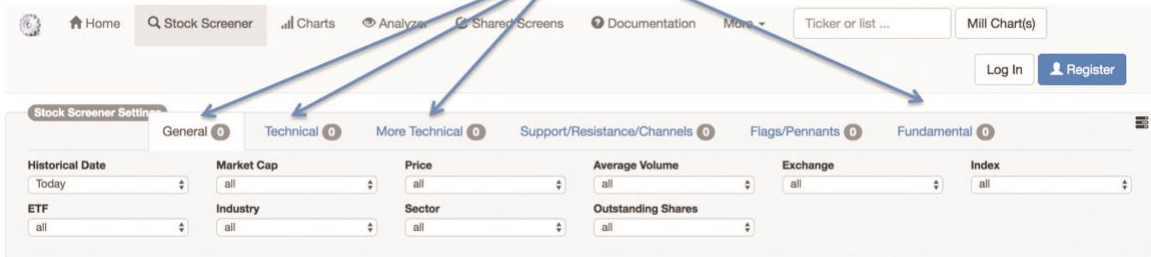 Home Stock Screener Charts Analyzer Shared Screens Documentation More Ticker or list ... Mill Chart(s)
Log In Register
Stock Screener Settings
General 0 Technical 0 More Technical 0 Support/Resistance/Channels 0 Flags/Pennants 0 Fundamental 0
Historical Date Market Cap Price Average Volume Exchange Index
Today all all all all all
ETF Industry Sector Outstanding Shares
all all all all